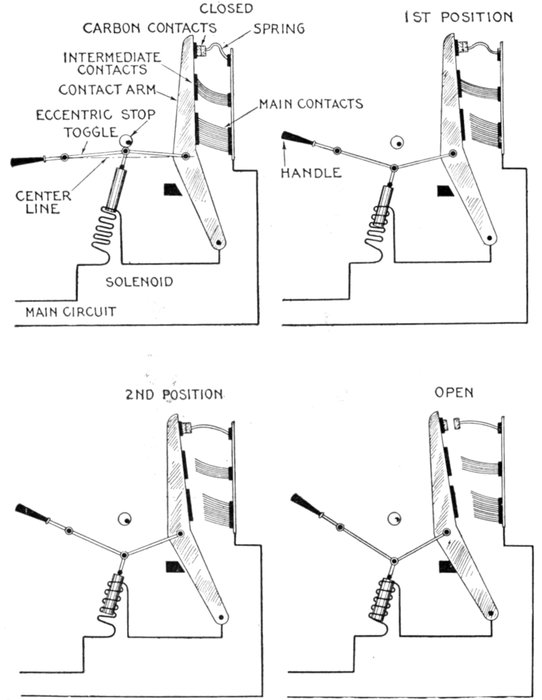 CLOSED
CARBON CONTACTS
SPRING
INTERMEDIATE
CONTACTS
CONTACT ARM
MAIN CONTACTS
ECCENTRIC STOP
TOGGLE
CENTER
LINE
SOLENOID
MAIN CIRCUIT
1ST POSITION
HANDLE
2ND POSITION
OPEN